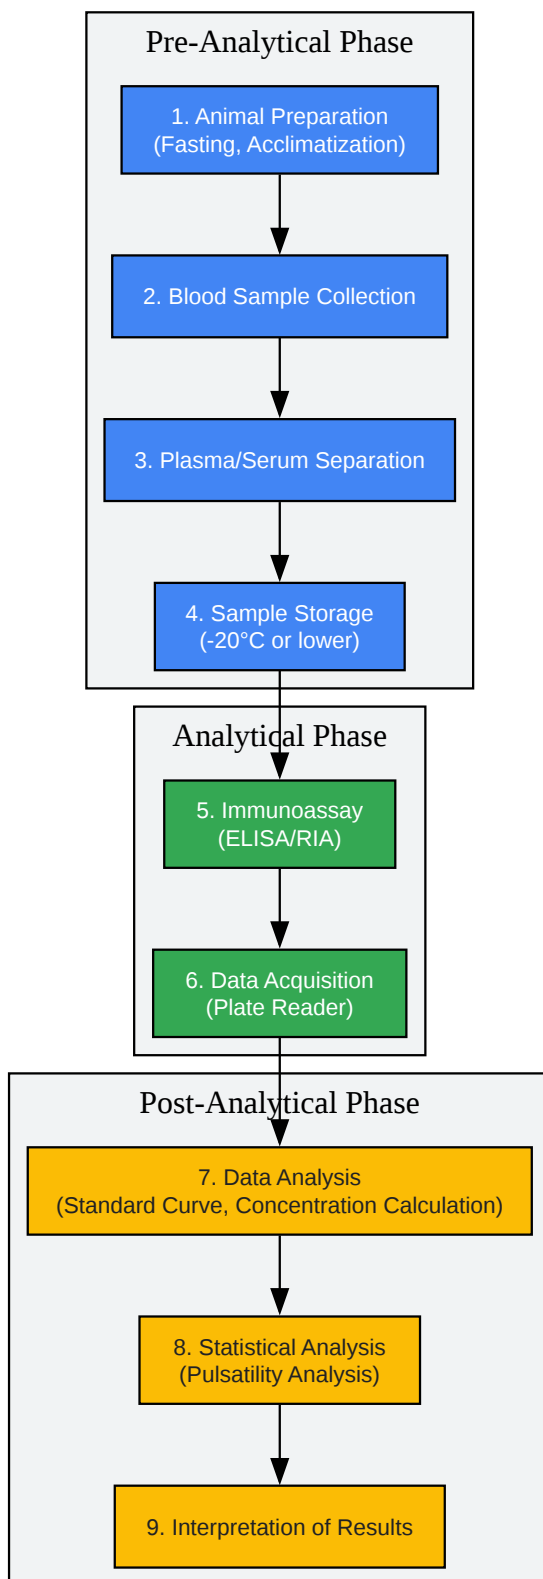 Pre-Analytical Phase
1. Animal Preparation
(Fasting, Acclimatization)
2. Blood Sample Collection
3. Plasma/Serum Separation
4. Sample Storage
(-20°C or lower)
Analytical Phase
5. Immunoassay
(ELISA/RIA)
6. Data Acquisition
(Plate Reader)
Post-Analytical Phase
7. Data Analysis
(Standard Curve, Concentration Calculation)
8. Statistical Analysis
(Pulsatility Analysis)
9. Interpretation of Results